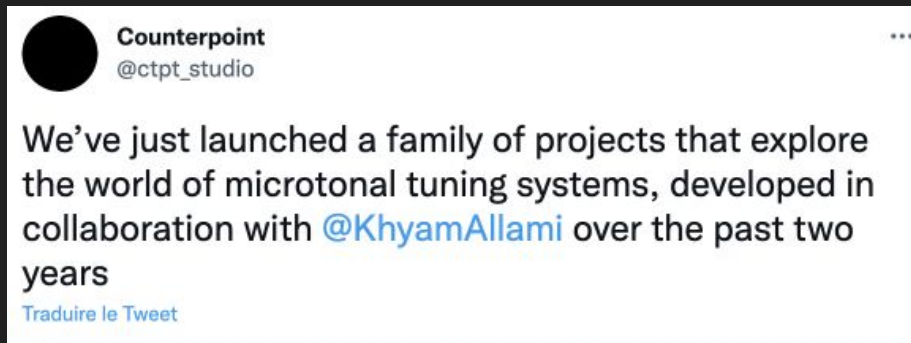 Counterpoint
@ctpt_studio
We’ve just launched a family of projects that explore
the world of microtonal tuning systems, developed in
collaboration with @KhyamAllami over the past two
years
Traduire le Tweet